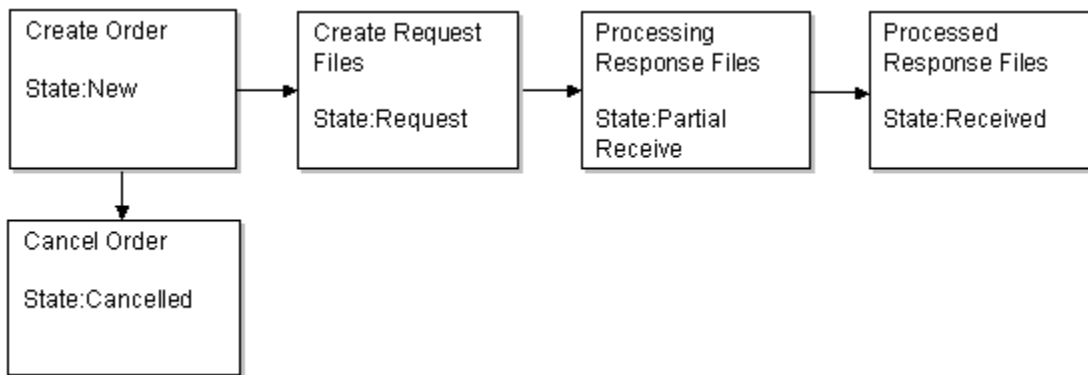 Create Order
State:New
Create Request
Files
State:Request
Processing
Response Files
State:Partial
Receive
Processed
Response Files
State:Received
Cancel Order
State:Cancelled